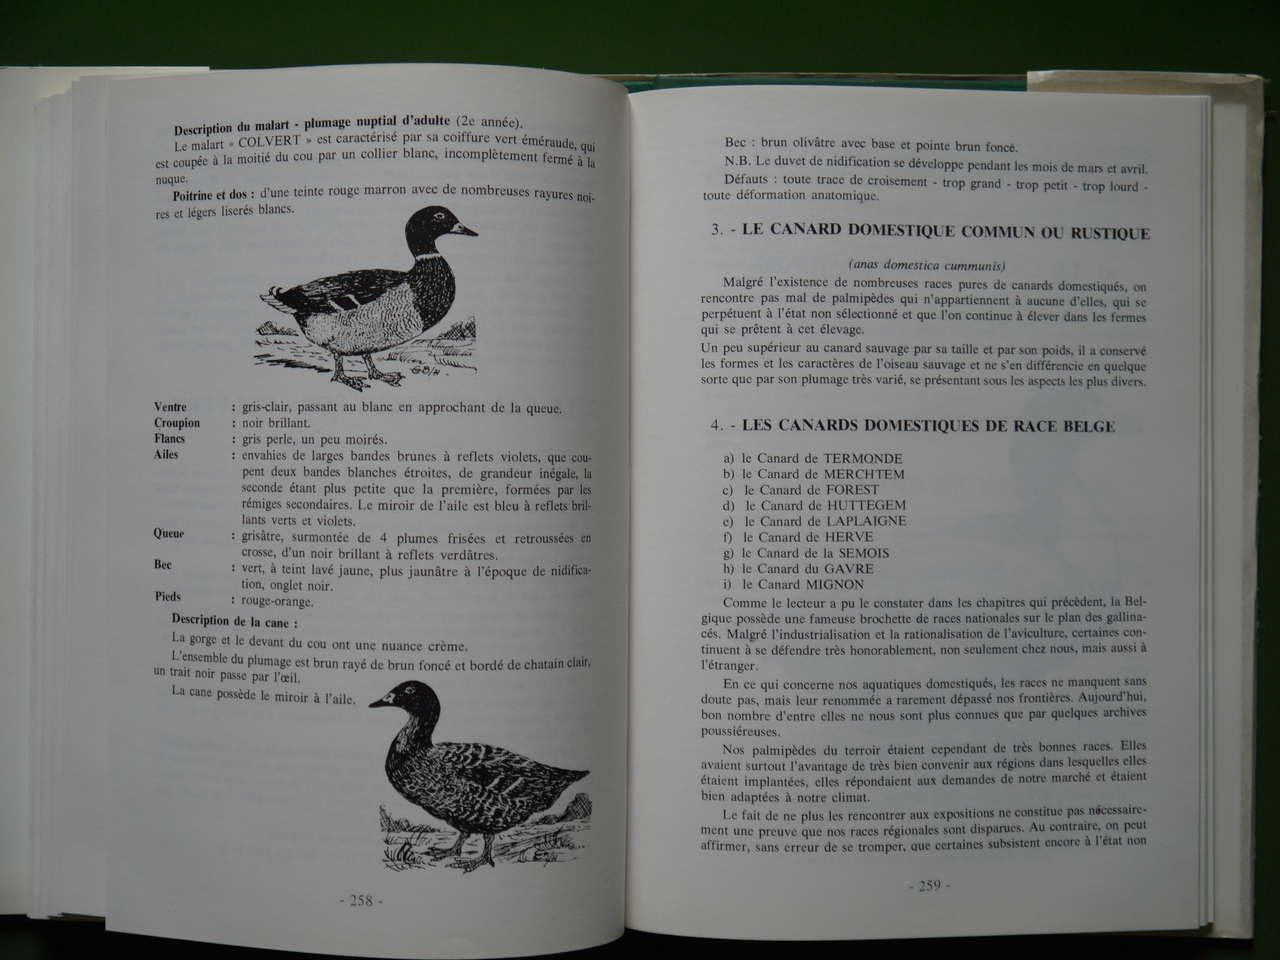 Description du malart - plumage nuptial d'adulte (2e année).
Le malart « COLVERT » est caractérisé par sa coiffure vert éméraude, qui
est coupée à la moitié du cou par un collier blanc, incomplètement fermé à la
nuque.
Poitrine et dos : d'une teinte rouge marron avec de nombreuses rayures noi-
res et légers liserés blancs.
Ventre : gris-clair, passant au blanc en approchant de la queue.
Croupion : noir brillant.
Flancs : gris perle, un peu moirés.
Ailes : envahies de larges bandes brunes à reflets violets, que cou-
pent deux bandes blanches étroites, de grandeur inégale, la
seconde étant plus petite que la première, formées par les
rémiges secondaires. Le miroir de l'aile est bleu à reflets bril-
lants verts et violets.
Queue : grisâtre, surmontée de 4 plumes frisées et retroussées en
crosse, d'un noir brillant à reflets verdâtres.
Bec : vert, à teint lavé jaune, plus jaunâtre à l'époque de nidifica-
tion, onglet noir.
Pieds : rouge-orange.
Description de la cane :
La gorge et le devant du cou ont une nuance crème.
L'ensemble du plumage est brun rayé de brun foncé et bordé de chatain clair,
un trait noir passe par l'œil.
La cane possède le miroir à l'aile.
- 258 -
Bec : brun olivâtre avec base et pointe brun foncé.
N.B. Le duvet de nidification se développe pendant les mois de mars et avril.
Défauts : toute trace de croisement - trop grand - trop petit - trop lourd -
toute déformation anatomique.
3. - LE CANARD DOMESTIQUE COMMUN OU RUSTIQUE
(anas domestica cummunis)
Malgré l'existence de nombreuses races pures de canards domestiqués, on
rencontre pas mal de palmipèdes qui n'appartiennent à aucune d'elles, qui se
perpétuent à l'état non sélectionné et que l'on continue à élever dans les fermes
qui se prêtent à cet élevage.
Un peu supérieur au canard sauvage par sa taille et par son poids, il a conservé
les formes et les caractères de l'oiseau sauvage et ne s'en différencie en quelque
sorte que par son plumage très varié, se présentant sous les aspects les plus divers.
4. - LES CANARDS DOMESTIQUES DE RACE BELGE
a) le Canard de TERMONDE
b) le Canard de MERCHTEM
c) le Canard de FOREST
d) le Canard de HUTTEGEM
e) le Canard de LAPLAIGNE
f) le Canard de HERVE
g) le Canard de la SEMOIS
h) le Canard du GAVRE
i) le Canard MIGNON
Comme le lecteur a pu le constater dans les chapitres qui précèdent, la Bel-
gique possède une fameuse brochette de races nationales sur le plan des gallina-
cés. Malgré l'industrialisation et la rationalisation de l'aviculture, certaines con-
tinuent à se défendre très honorablement, non seulement chez nous, mais aussi à
l'étranger.
En ce qui concerne nos aquatiques domestiqués, les races ne manquent sans
doute pas, mais leur renommée a rarement dépassé nos frontières. Aujourd'hui,
bon nombre d'entre elles ne nous sont plus connues que par quelques archives
poussiéreuses.
Nos palmipèdes du terroir étaient cependant de très bonnes races. Elles
avaient surtout l'avantage de très bien convenir aux régions dans lesquelles elles
étaient implantées, elles répondaient aux demandes de notre marché et étaient
bien adaptées à notre climat.
Le fait de ne plus les rencontrer aux expositions ne constitue pas nécessaire-
ment une preuve que nos races régionales sont disparues. Au contraire, on peut
affirmer, sans erreur de se tromper, que certaines subsistent encore à l'état non
- 259 -